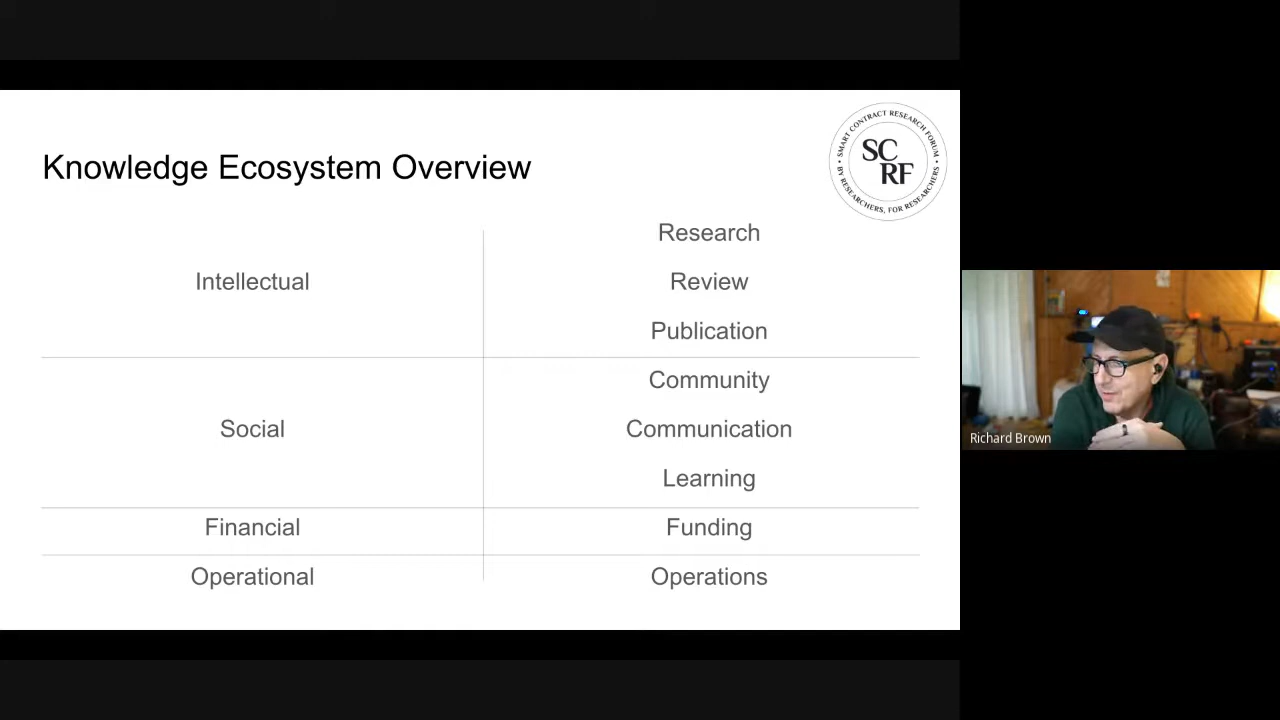 Knowledge Ecosystem Overview
• SMART CONTRACT RESEARCH FORUM •
BY RESEARCHERS, FOR RESEARCHERS
SC
RF
Intellectual
Research
Review
Publication
Social
Community
Communication
Learning
Financial
Funding
Operational
Operations
Richard Brown